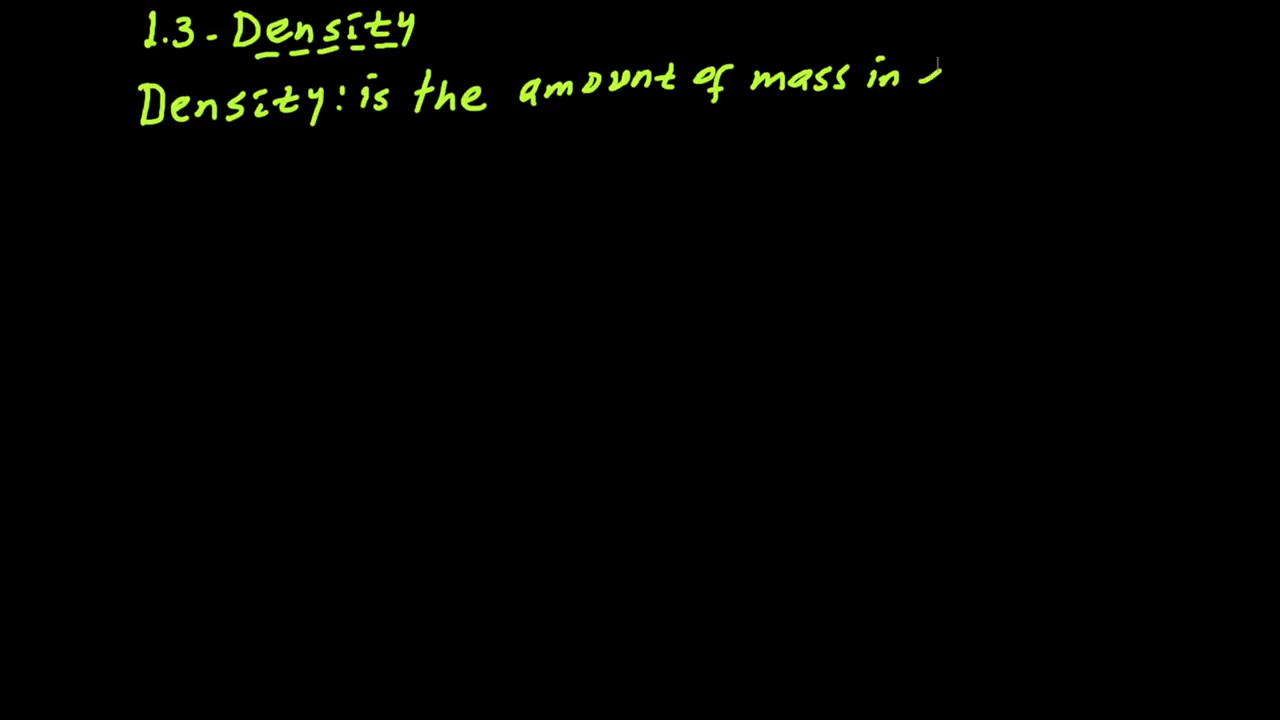 1.3 - Density
Density: is the amount of mass in